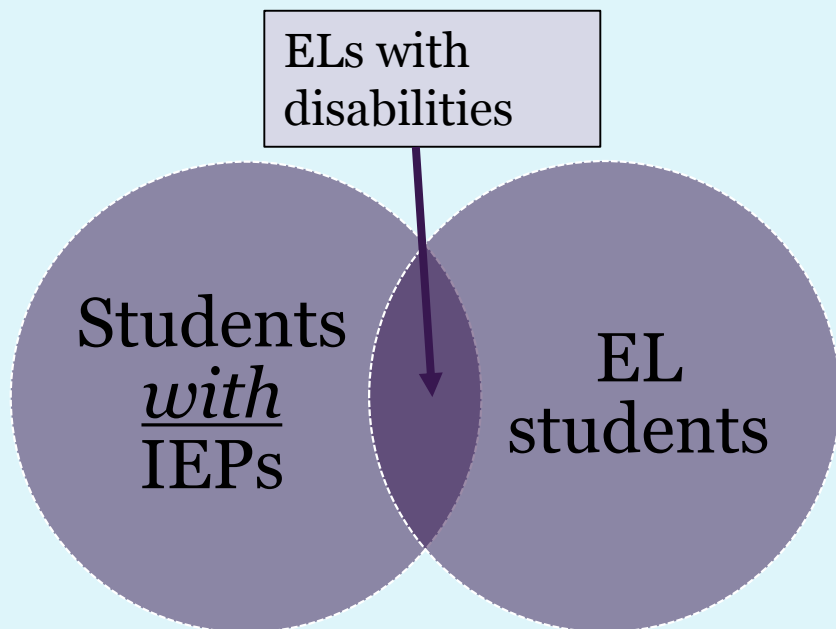 ELs with
disabilities
Students
with
IEPs
EL
students